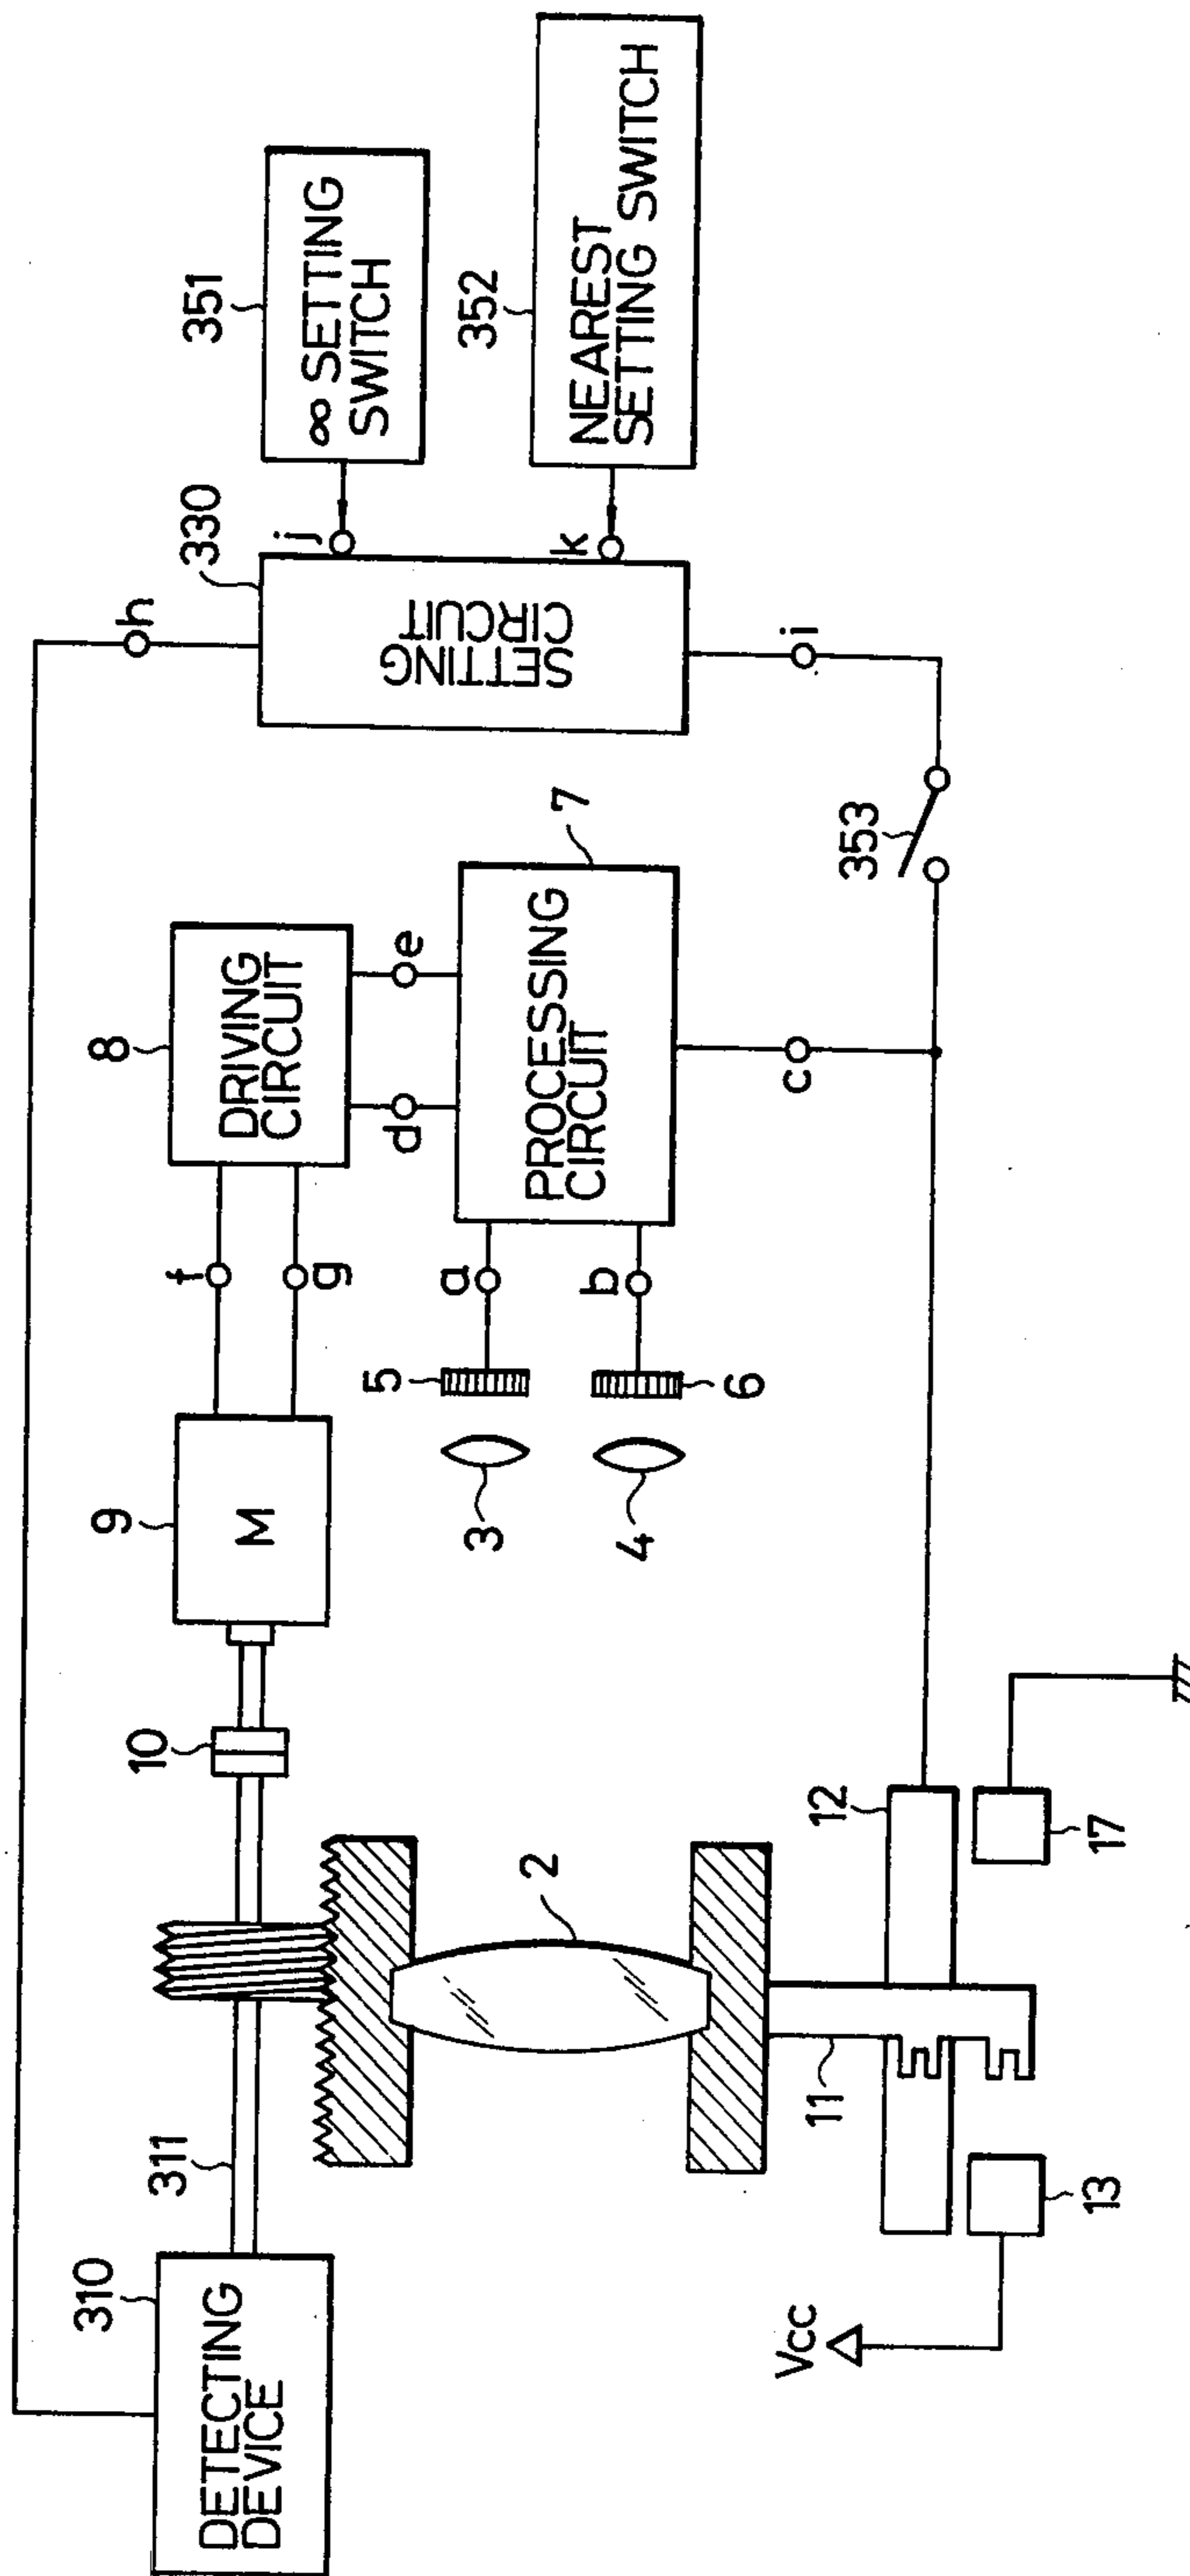 310
DETECTING
DEVICE
311
10
9
M
8
DRIVING
CIRCUIT
f
g
d
e
h
330
SETTING
CIRCUIT
351
∞ SETTING
SWITCH
j
352
NEAREST
SETTING SWITCH
k
i
353
7
PROCESSING
CIRCUIT
a
b
c
5
6
3
4
2
11
12
13
17
Vcc